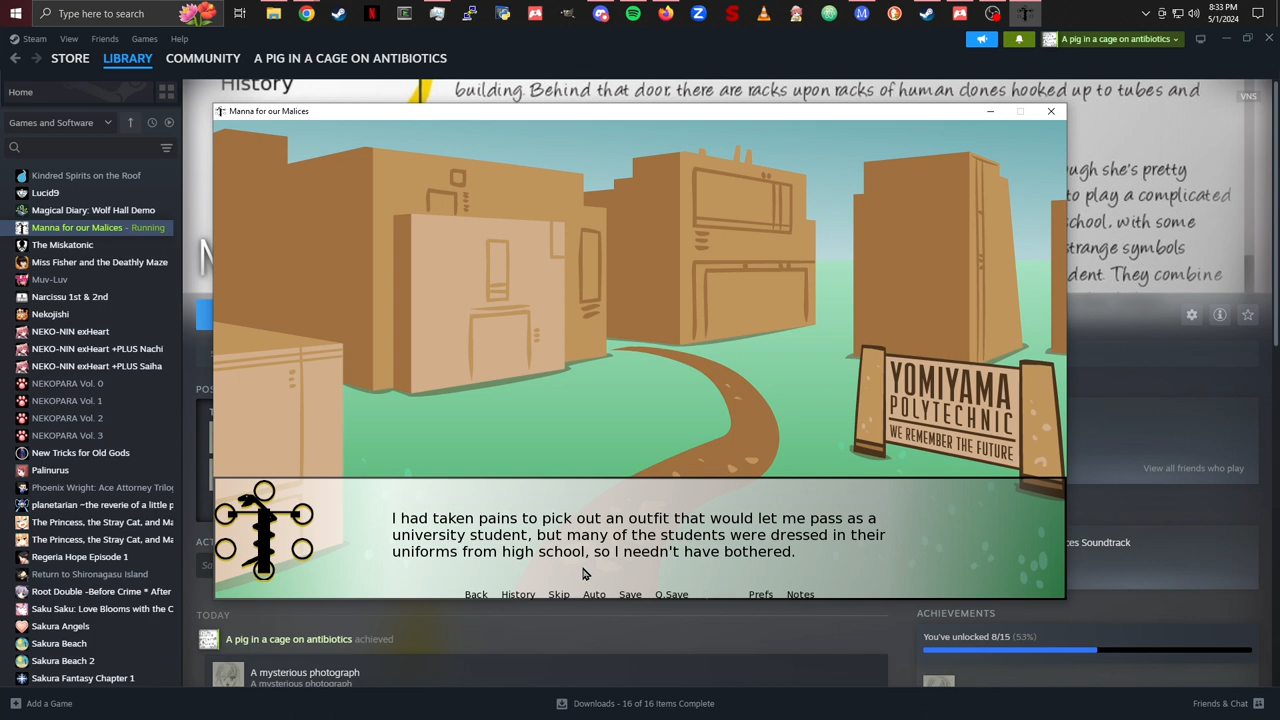 Type here to search
8:33 PM
5/1/2024
Steam
View
Friends
Games
Help
A pig in a cage on antibiotics
STORE
LIBRARY
COMMUNITY
A PIG IN A CAGE ON ANTIBIOTICS
Home
History
building. Behind that door, there are racks upon racks of human clones hooked up to tubes and
VNS
Games and Software
Manna for our Malices
Kindred Spirits on the Roof
Lucid9
Magical Diary: Wolf Hall Demo
Manna for our Malices - Running
The Miskatonic
Miss Fisher and the Deathly Maze
Muv-Luv
Narcissu 1st & 2nd
Nekojishi
NEKO-NIN exHeart
NEKO-NIN exHeart +PLUS Nachi
NEKO-NIN exHeart +PLUS Saiha
NEKOPARA Vol. 0
NEKOPARA Vol. 1
NEKOPARA Vol. 2
NEKOPARA Vol. 3
New Tricks for Old Gods
Palinurus
Phoenix Wright: Ace Attorney Trilog
planetarian ~the reverie of a little p
The Princess, the Stray Cat, and Ma
The Princess, the Stray Cat, and Ma
Regeria Hope Episode 1
Return to Shironagasu Island
Root Double -Before Crime * After
Saku Saku: Love Blooms with the C
Sakura Angels
Sakura Beach
Sakura Beach 2
Sakura Fantasy Chapter 1
ugh she's pretty
to play a complicated
school, with some
strange symbols
dent. They combine
YOMIYAMA
POLYTECHNIC
WE REMEMBER THE FUTURE
I had taken pains to pick out an outfit that would let me pass as a
university student, but many of the students were dressed in their
uniforms from high school, so I needn't have bothered.
Back
History
Skip
Auto
Save
Q.Save
Prefs
Notes
View all friends who play
ces Soundtrack
TODAY
A pig in a cage on antibiotics achieved
A mysterious photograph
A mysterious photograph
ACHIEVEMENTS
You've unlocked 8/15 (53%)
Add a Game
Downloads - 16 of 16 Items Complete
Friends & Chat